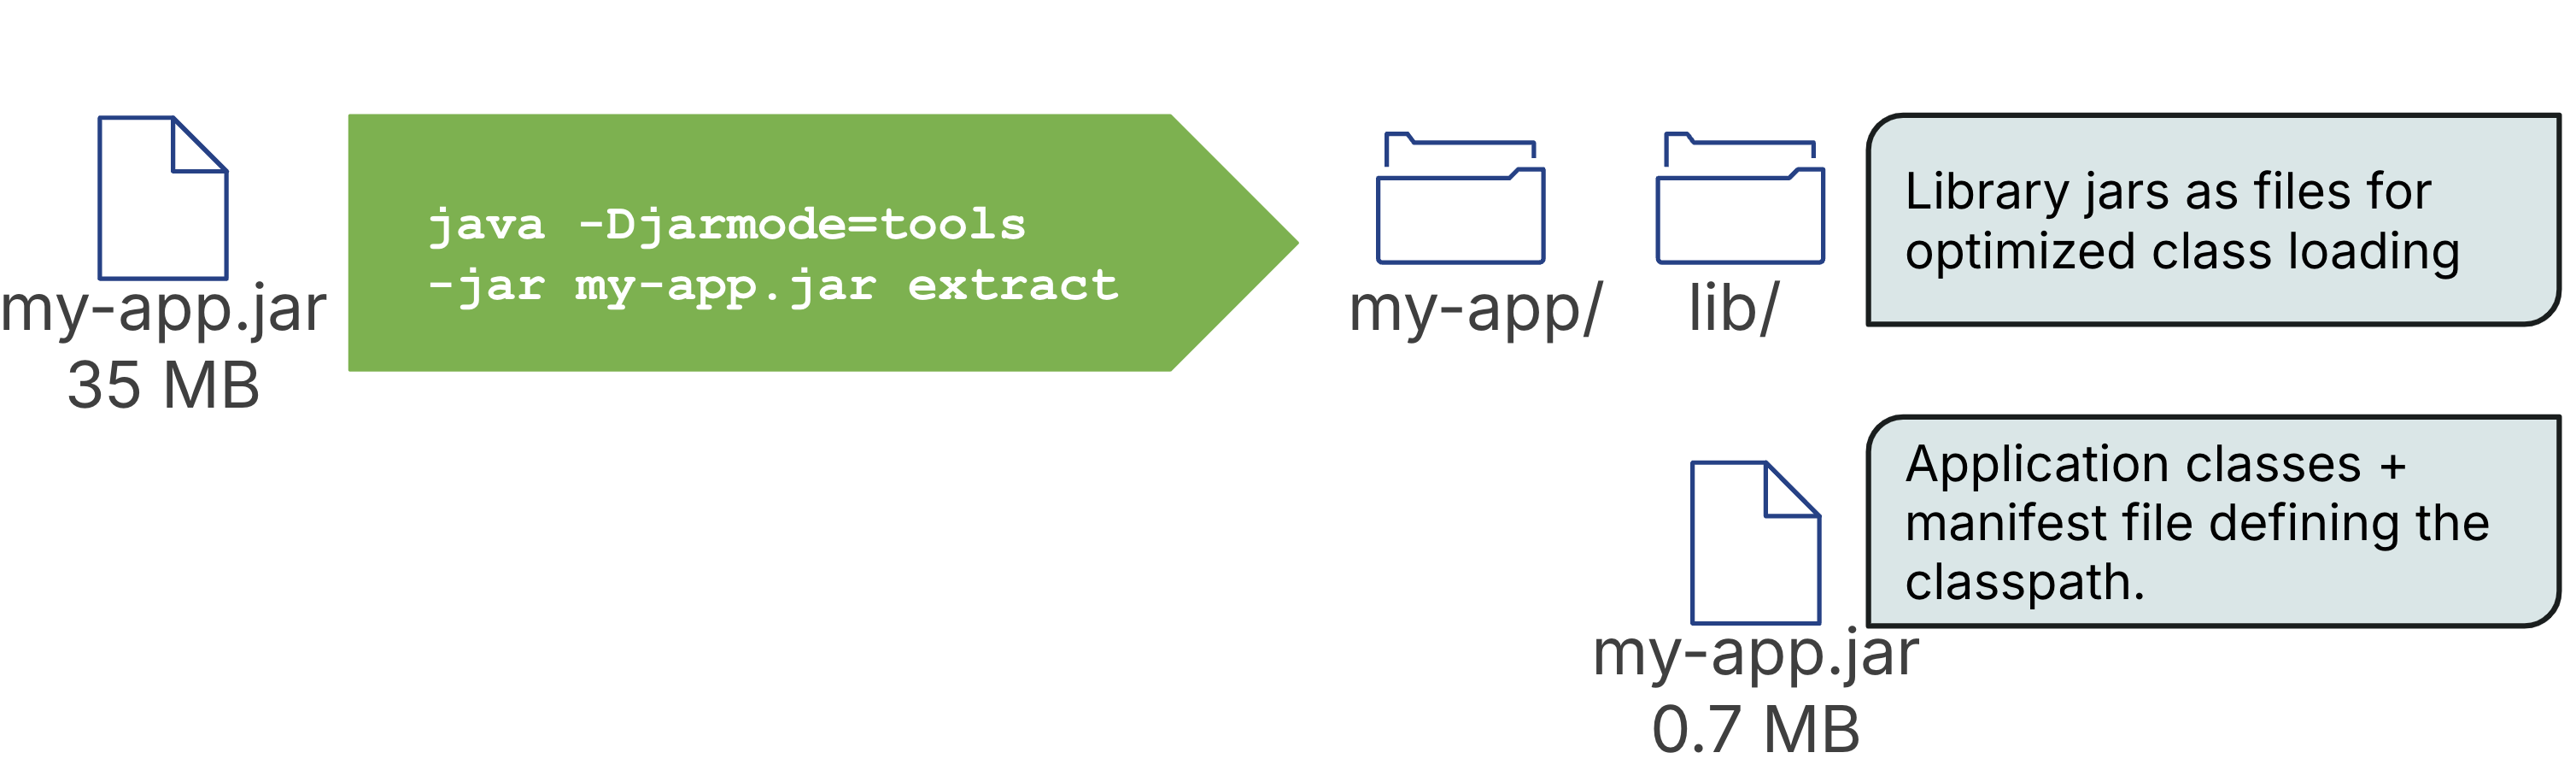 my-app.jar
35 MB
java -Djarmode=tools
-jar my-app.jar extract
my-app/
lib/
Library jars as files for
optimized class loading
my-app.jar
0.7 MB
Application classes +
manifest file defining the
classpath.